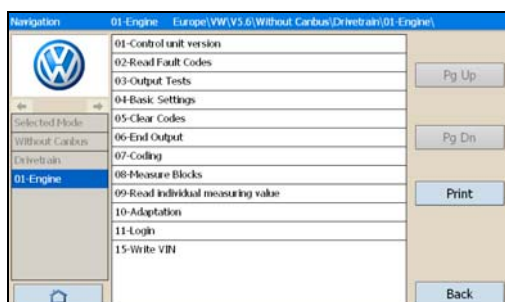 Navigation
01-Engine Europe\VW\V5.6\Without Canbus\Drivetrain\01-Engine\
Selected Mode
Without Canbus
Drivetrain
01-Engine
01-Control unit version
02-Read Fault Codes
03-Output Tests
04-Basic Settings
05-Clear Codes
06-End Output
07-Coding
08-Measure Blocks
09-Read individual measuring value
10-Adaptation
11-Login
15-Write VIN
Pg Up
Pg Dn
Print
Back